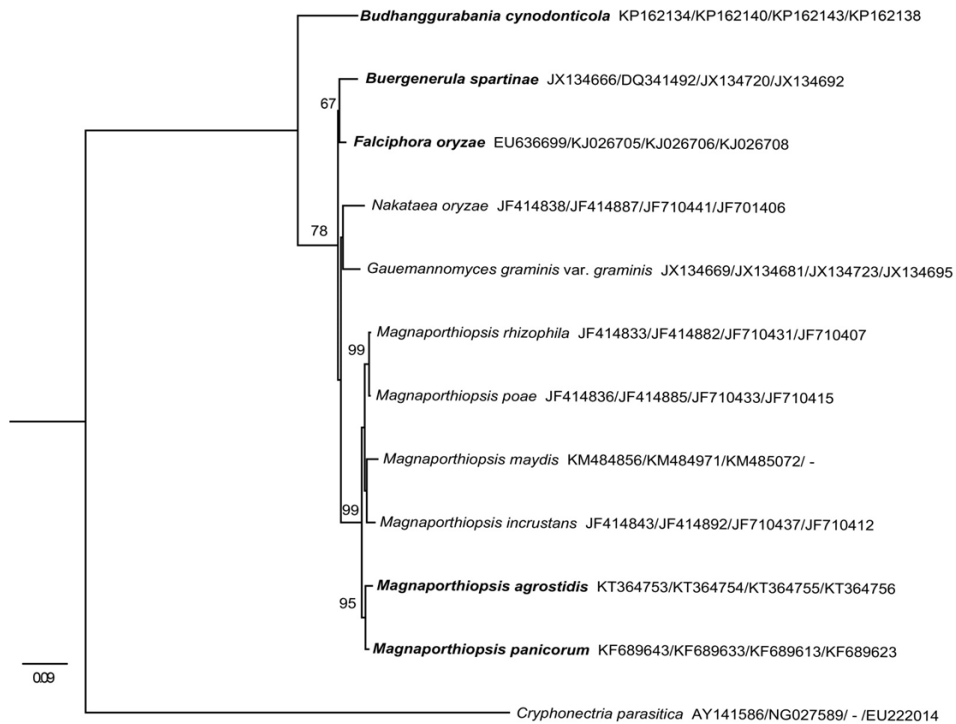 Budhanggurabania cynodonticola KP162134/KP162140/KP162143/KP162138
Buergenerula spartinae JX134666/DQ341492/JX134720/JX134692
67
Falciphora oryzae EU636699/KJ026705/KJ026706/KJ026708
Nakataea oryzae JF414838/JF414887/JF710441/JF701406
78
Gauemannomyces graminis var. graminis JX134669/JX134681/JX134723/JX134695
Magnaporthiopsis rhizophila JF414833/JF414882/JF710431/JF710407
99
Magnaporthiopsis poae JF414836/JF414885/JF710433/JF710415
Magnaporthiopsis maydis KM484856/KM484971/KM485072/ -
99
Magnaporthiopsis incrustans JF414843/JF414892/JF710437/JF710412
Magnaporthiopsis agrostidis KT364753/KT364754/KT364755/KT364756
95
Magnaporthiopsis panicorum KF689643/KF689633/KF689613/KF689623
0.09
Cryphonectria parasitica AY141586/NG027589/ - /EU222014